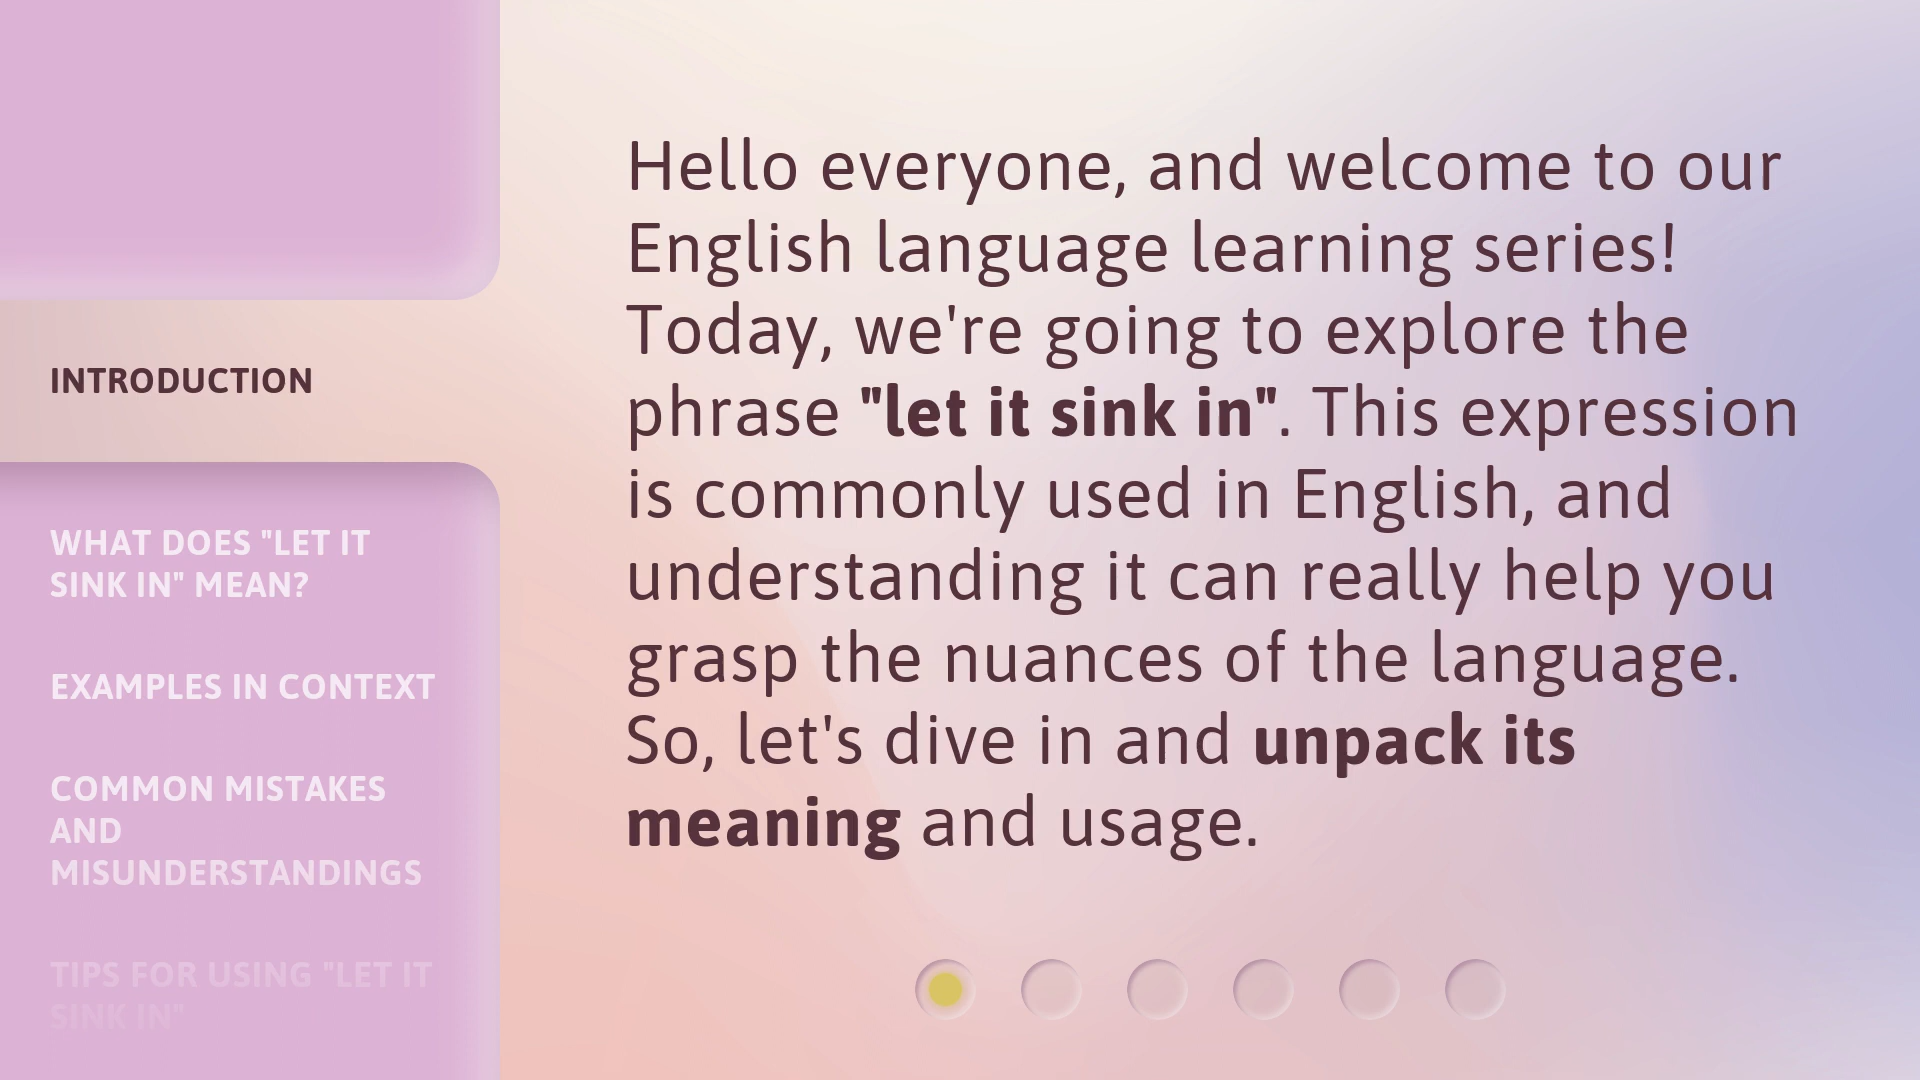 INTRODUCTION
WHAT DOES "LET IT
SINK IN" MEAN?
EXAMPLES IN CONTEXT
COMMON MISTAKES
AND
MISUNDERSTANDINGS
TIPS FOR USING "LET IT
SINK IN"
Hello everyone, and welcome to our
English language learning series!
Today, we're going to explore the
phrase "let it sink in". This expression
is commonly used in English, and
understanding it can really help you
grasp the nuances of the language.
So, let's dive in and unpack its
meaning and usage.